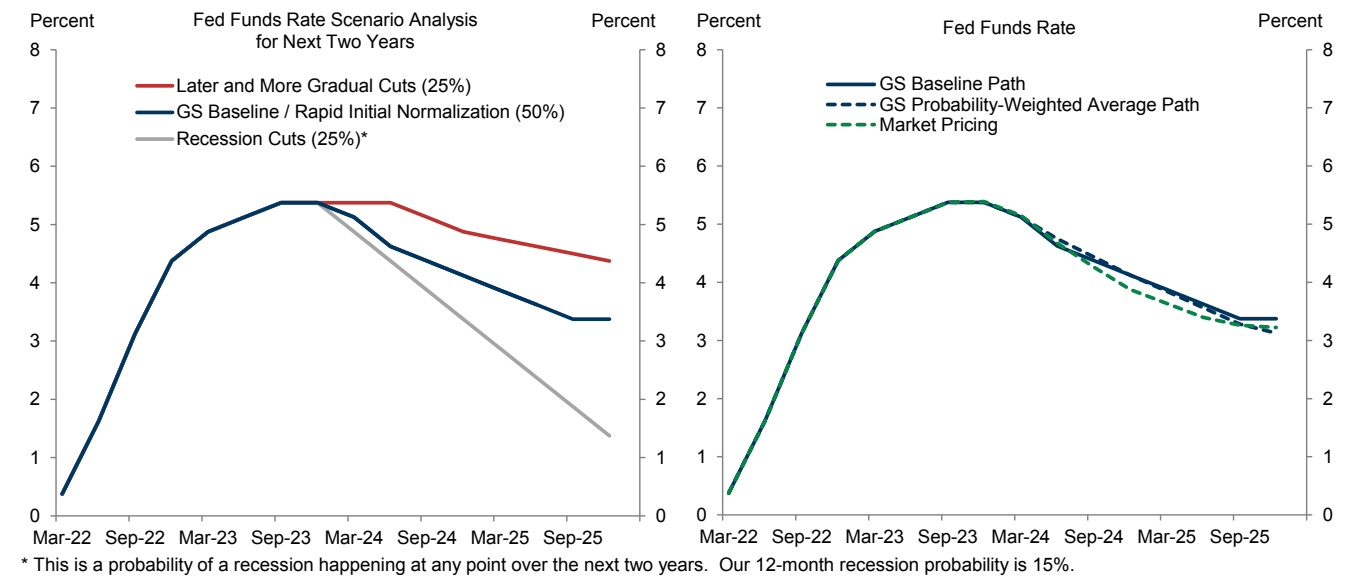 Percent
Fed Funds Rate Scenario Analysis
for Next Two Years
Percent
8
7
6
5
4
3
2
1
0
Later and More Gradual Cuts (25%)
GS Baseline / Rapid Initial Normalization (50%)
Recession Cuts (25%)*
8
7
6
5
4
3
2
1
0
Mar-22 Sep-22 Mar-23 Sep-23 Mar-24 Sep-24 Mar-25 Sep-25
Percent
Fed Funds Rate
Percent
8
7
6
5
4
3
2
1
0
GS Baseline Path
GS Probability-Weighted Average Path
Market Pricing
8
7
6
5
4
3
2
1
0
Mar-22 Sep-22 Mar-23 Sep-23 Mar-24 Sep-24 Mar-25 Sep-25
* This is a probability of a recession happening at any point over the next two years. Our 12-month recession probability is 15%.